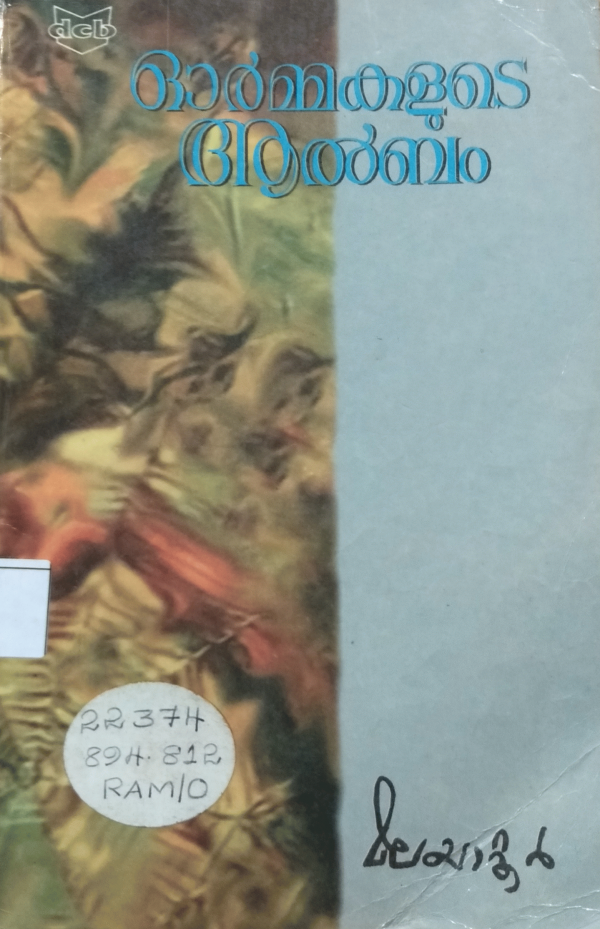 dcb
ഓർമ്മകളുടെ
ആൽബം
22374
894.812
RAM/O
മലയാറ്റൂർ